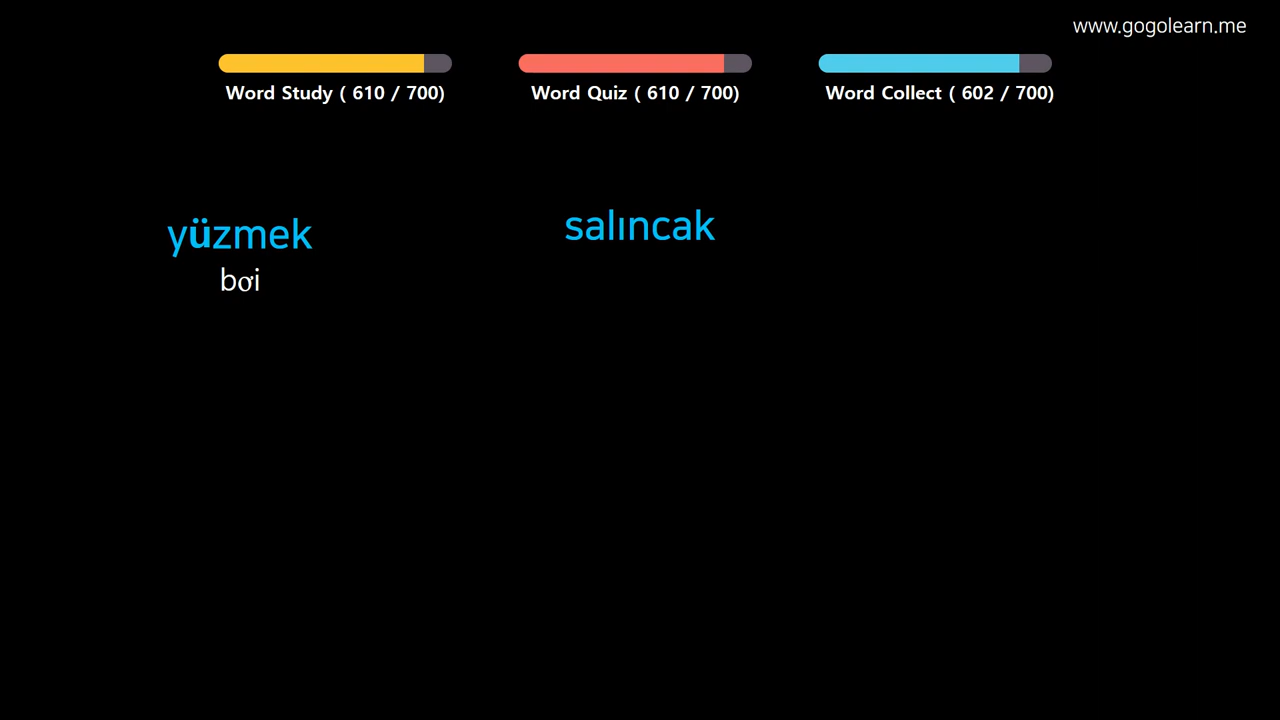 www.gogolearn.me
Word Study ( 610 / 700)
Word Quiz ( 610 / 700)
Word Collect ( 602 / 700)
yüzmek
bơi
salıncak